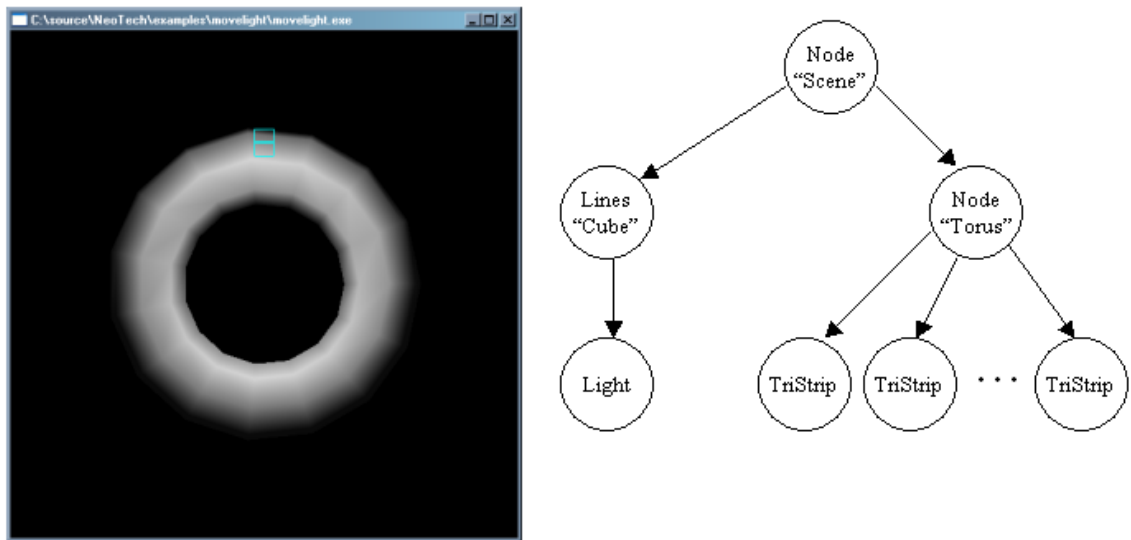 C:\source\NeoTech\examples\movelight\movelight.exe
Node
“Scene”
Lines
“Cube”
Node
“Torus”
Light
TriStrip
TriStrip
· · ·
TriStrip